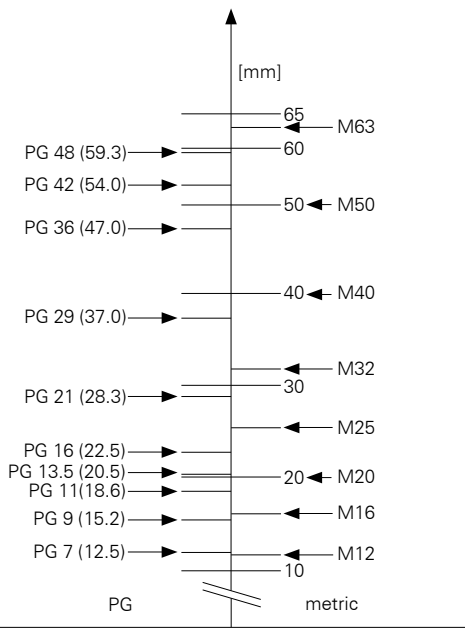 [mm]
65
M63
PG 48 (59.3)
60
PG 42 (54.0)
50
M50
PG 36 (47.0)
40
M40
PG 29 (37.0)
M32
30
PG 21 (28.3)
M25
PG 16 (22.5)
PG 13.5 (20.5)
20
M20
PG 11(18.6)
M16
PG 9 (15.2)
PG 7 (12.5)
M12
10
PG
metric